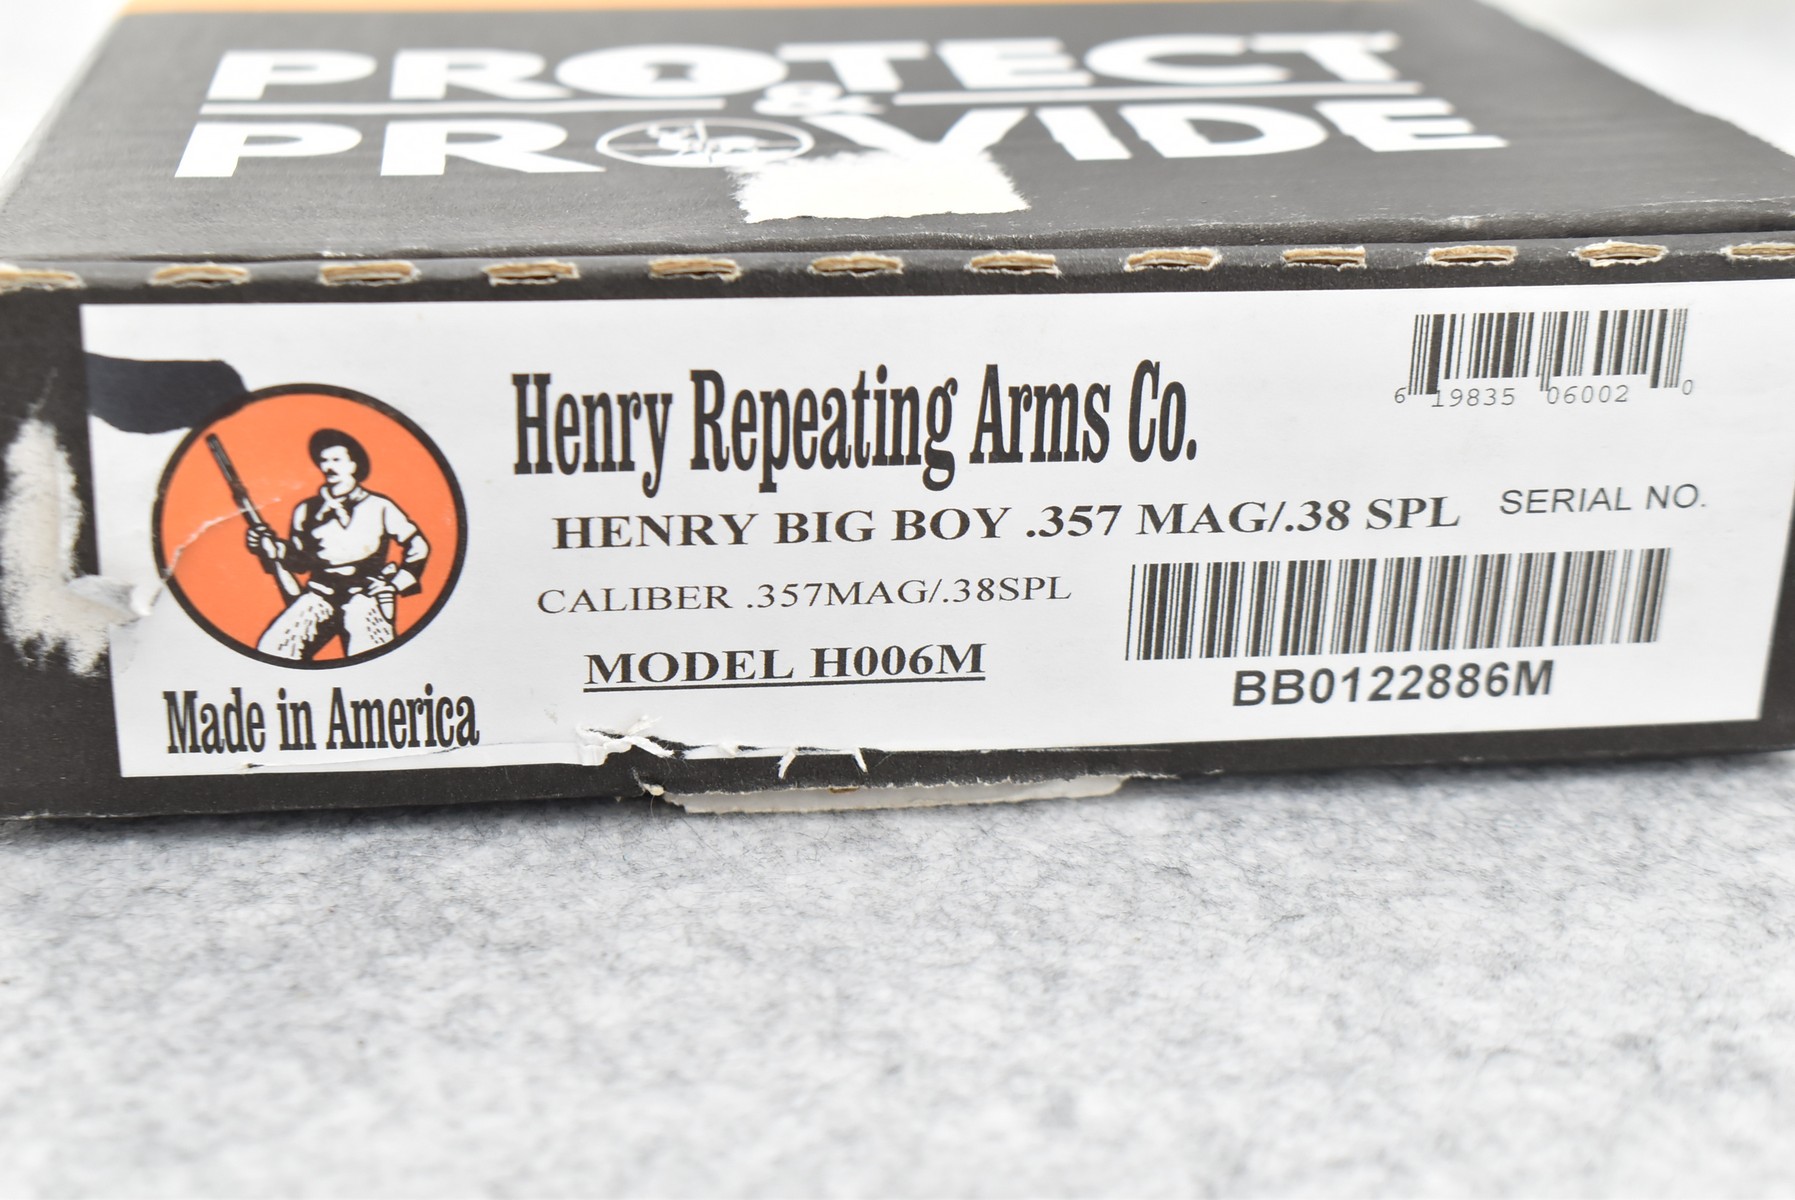 PROTECT
&
PROVIDE
6 19835 06002 0
Henry Repeating Arms Co.
HENRY BIG BOY .357 MAG/.38 SPL
SERIAL NO.
CALIBER .357MAG/.38SPL
MODEL H006M
BB0122886M
Made in America